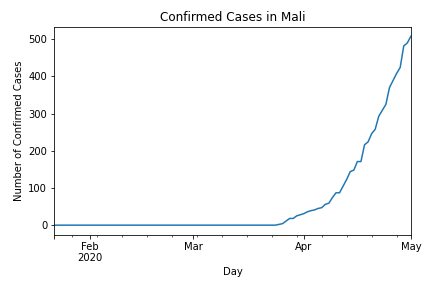 Confirmed Cases in Mali
Number of Confirmed Cases
500
400
300
200
100
0
Feb
2020
Mar
Apr
May
Day